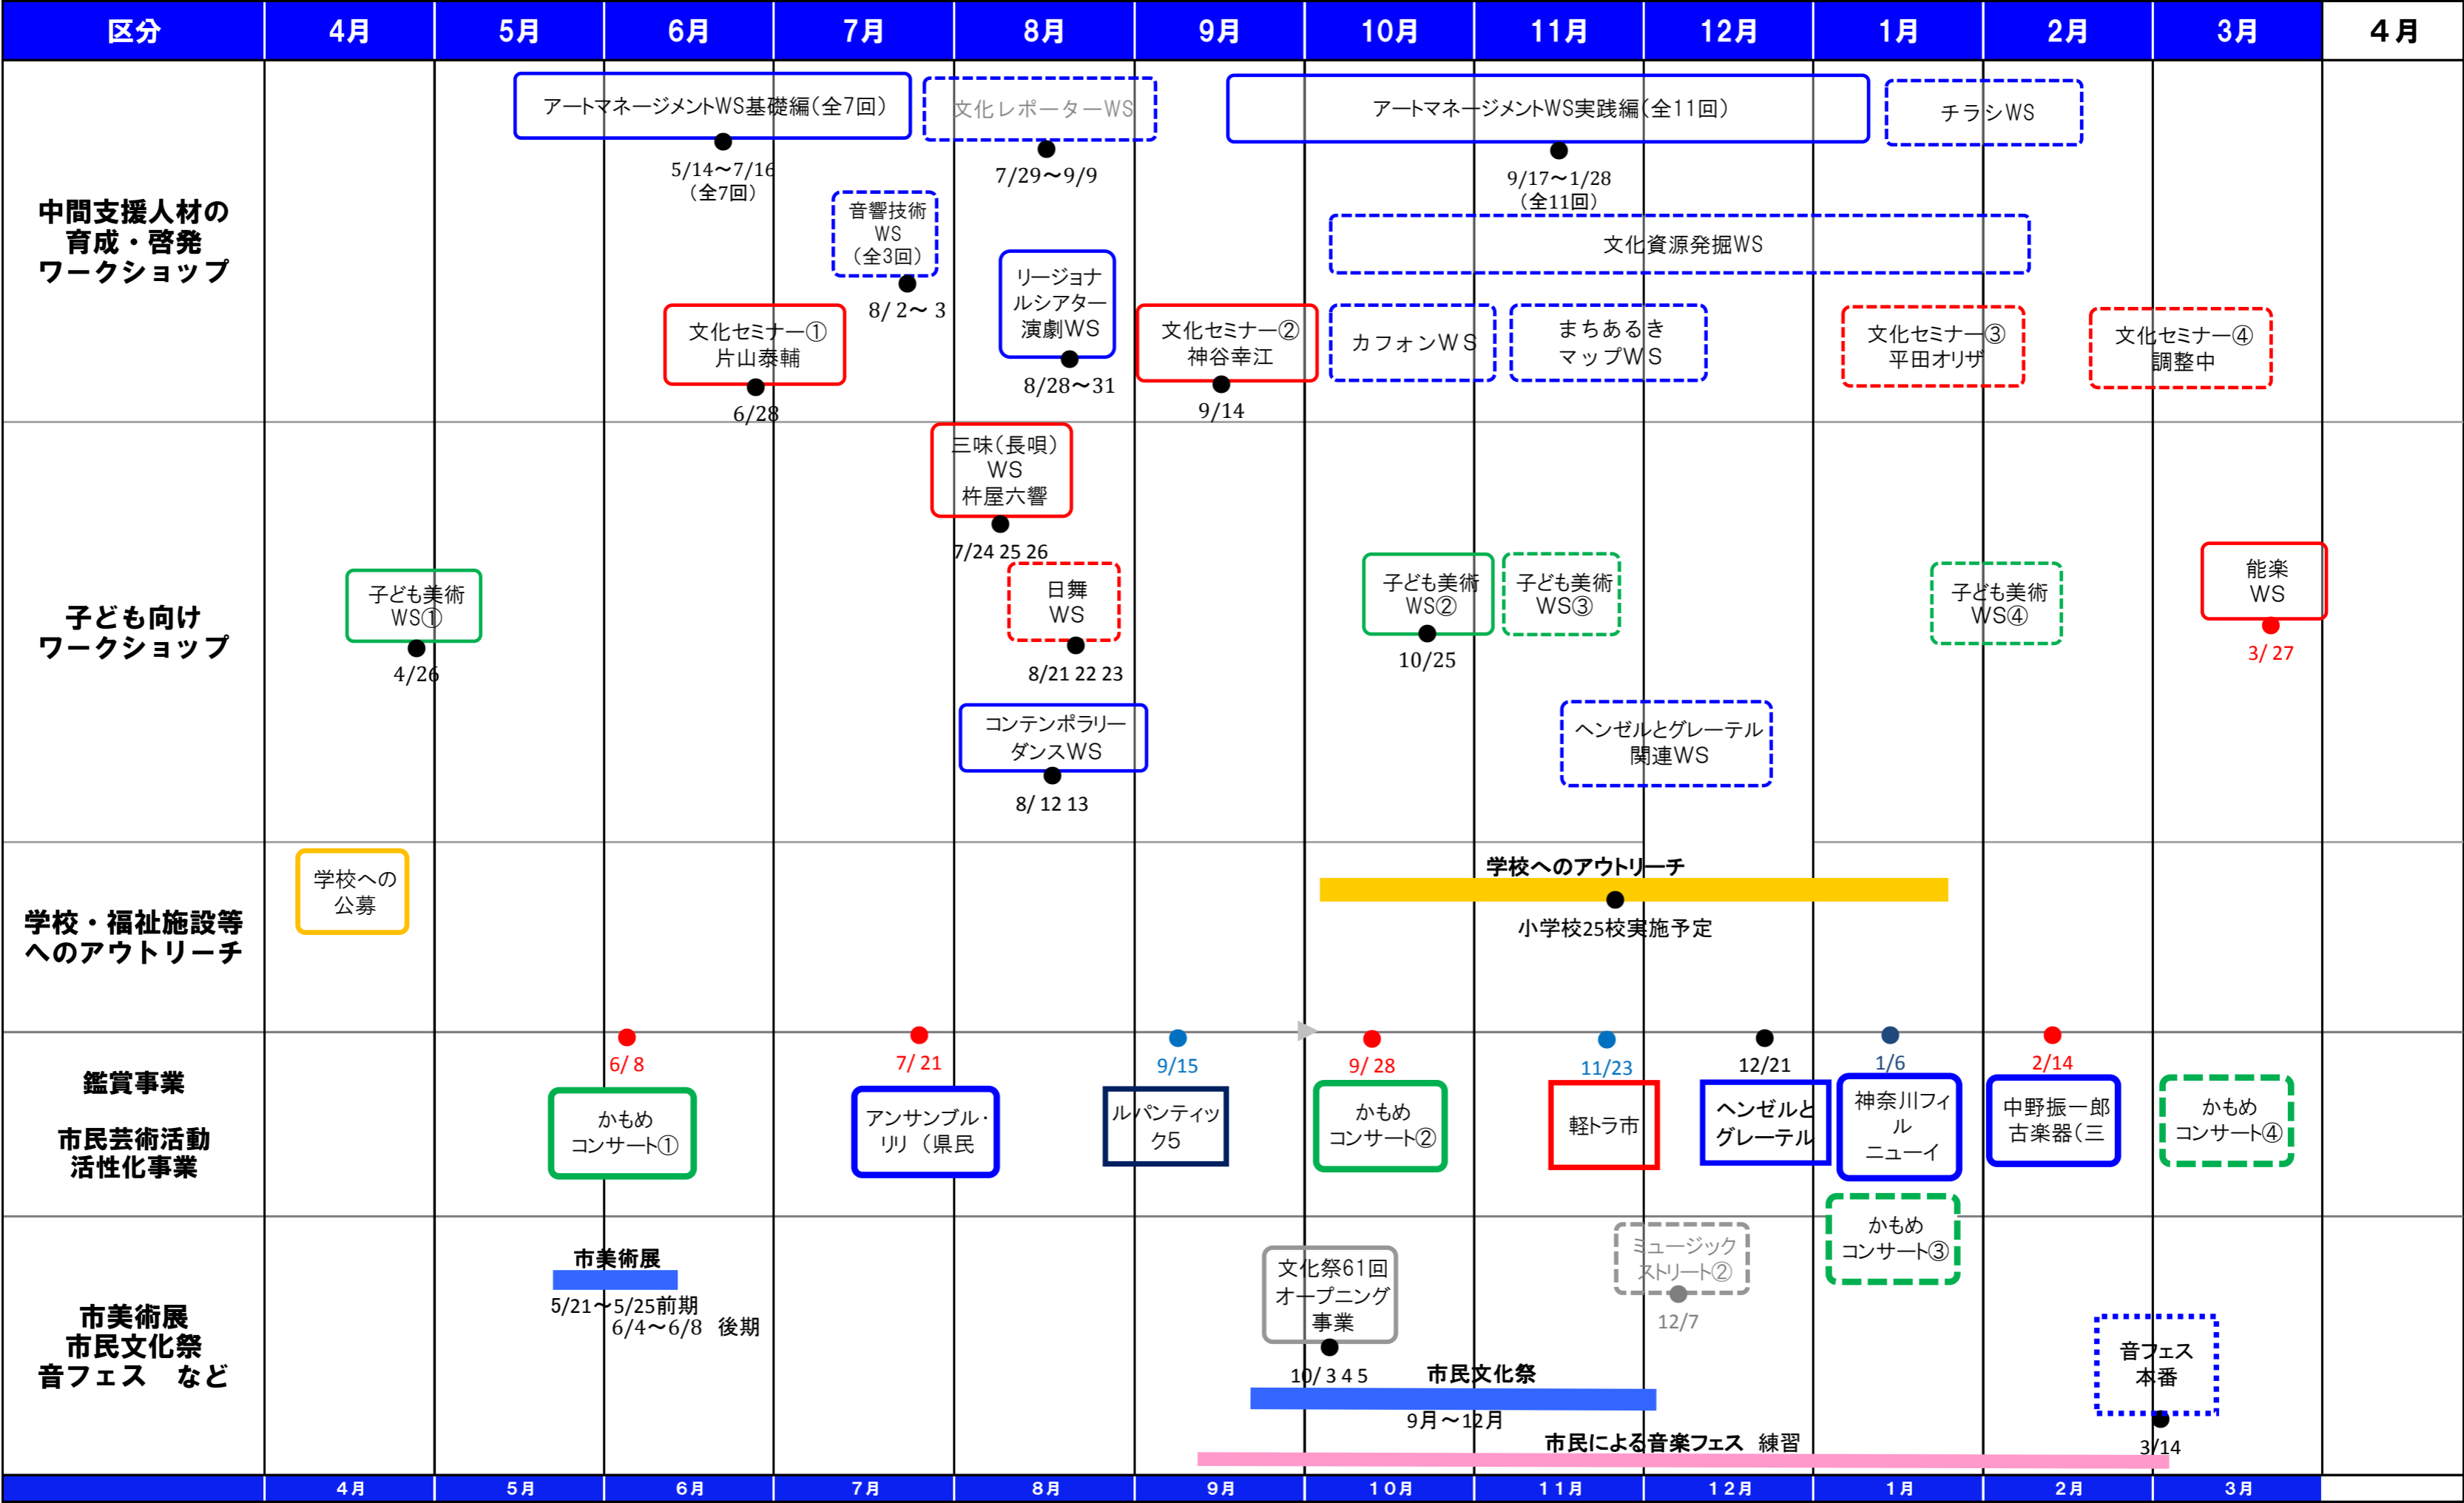 区分 4月 5月 6月 7月 8月 9月 10月 11月 12月 1月 2月 3月 4月
中間支援人材の
育成・啓発
ワークショップ
アートマネージメントWS基礎編(全7回)
5/14～7/16
(全7回)
文化レポーターWS
7/29～9/9
アートマネージメントWS実践編(全11回)
9/17～1/28
(全11回)
チラシWS
音響技術
WS
(全3回)
8/ 2～ 3
リージョナ
ルシアター
演劇WS
8/28～31
文化資源発掘WS
文化セミナー①
片山泰輔
6/28
文化セミナー②
神谷幸江
9/14
カフォンWS
まちあるき
マップWS
文化セミナー③
平田オリザ
文化セミナー④
調整中
子ども向け
ワークショップ
三味(長唄)
WS
杵屋六響
7/24 25 26
子ども美術
WS①
4/26
日舞
WS
8/21 22 23
子ども美術
WS②
10/25
子ども美術
WS③
子ども美術
WS④
能楽
WS
3/ 27
コンテンポラリー
ダンスWS
8/ 12 13
ヘンゼルとグレーテル
関連WS
学校・福祉施設等
へのアウトリーチ
学校への
公募
学校へのアウトリーチ
小学校25校実施予定
鑑賞事業
市民芸術活動
活性化事業
6/ 8
かもめ
コンサート①
7/ 21
アンサンブル・
リリ (県民
9/15
ルパンティッ
ク5
9/ 28
かもめ
コンサート②
11/23
軽トラ市
12/21
ヘンゼルと
グレーテル
1/6
神奈川フィ
ル
ニューイ
2/14
中野振一郎
古楽器(三
かもめ
コンサート④
かもめ
コンサート③
市美術展
市民文化祭
音フェス など
市美術展
5/21～5/25前期
6/4～6/8 後期
文化祭61回
オープニング
事業
10/ 3 4 5
ミュージック
ストリート②
12/7
市民文化祭
9月～12月
音フェス
本番
3/14
市民による音楽フェス 練習
4月 5月 6月 7月 8月 9月 10月 11月 12月 1月 2月 3月